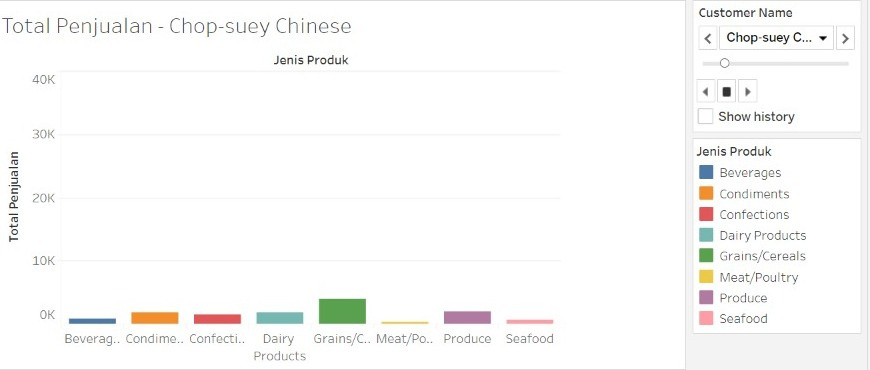 Total Penjualan - Chop-suey Chinese
Jenis Produk
Total Penjualan
40K
30K
20K
10K
0K
Beverag.. Condime.. Confecti.. Dairy Products Grains/C.. Meat/Po.. Produce Seafood
Customer Name
Chop-suey C...
Show history
Jenis Produk
Beverages
Condiments
Confections
Dairy Products
Grains/Cereals
Meat/Poultry
Produce
Seafood